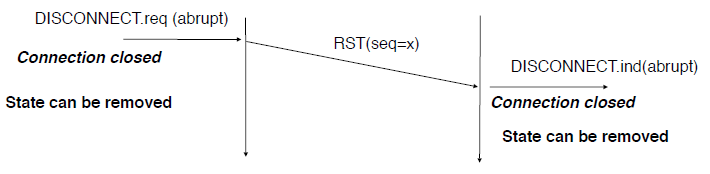 DISCONNECT.req (abrupt)
Connection closed
State can be removed
RST(seq=x)
DISCONNECT.ind(abrupt)
Connection closed
State can be removed